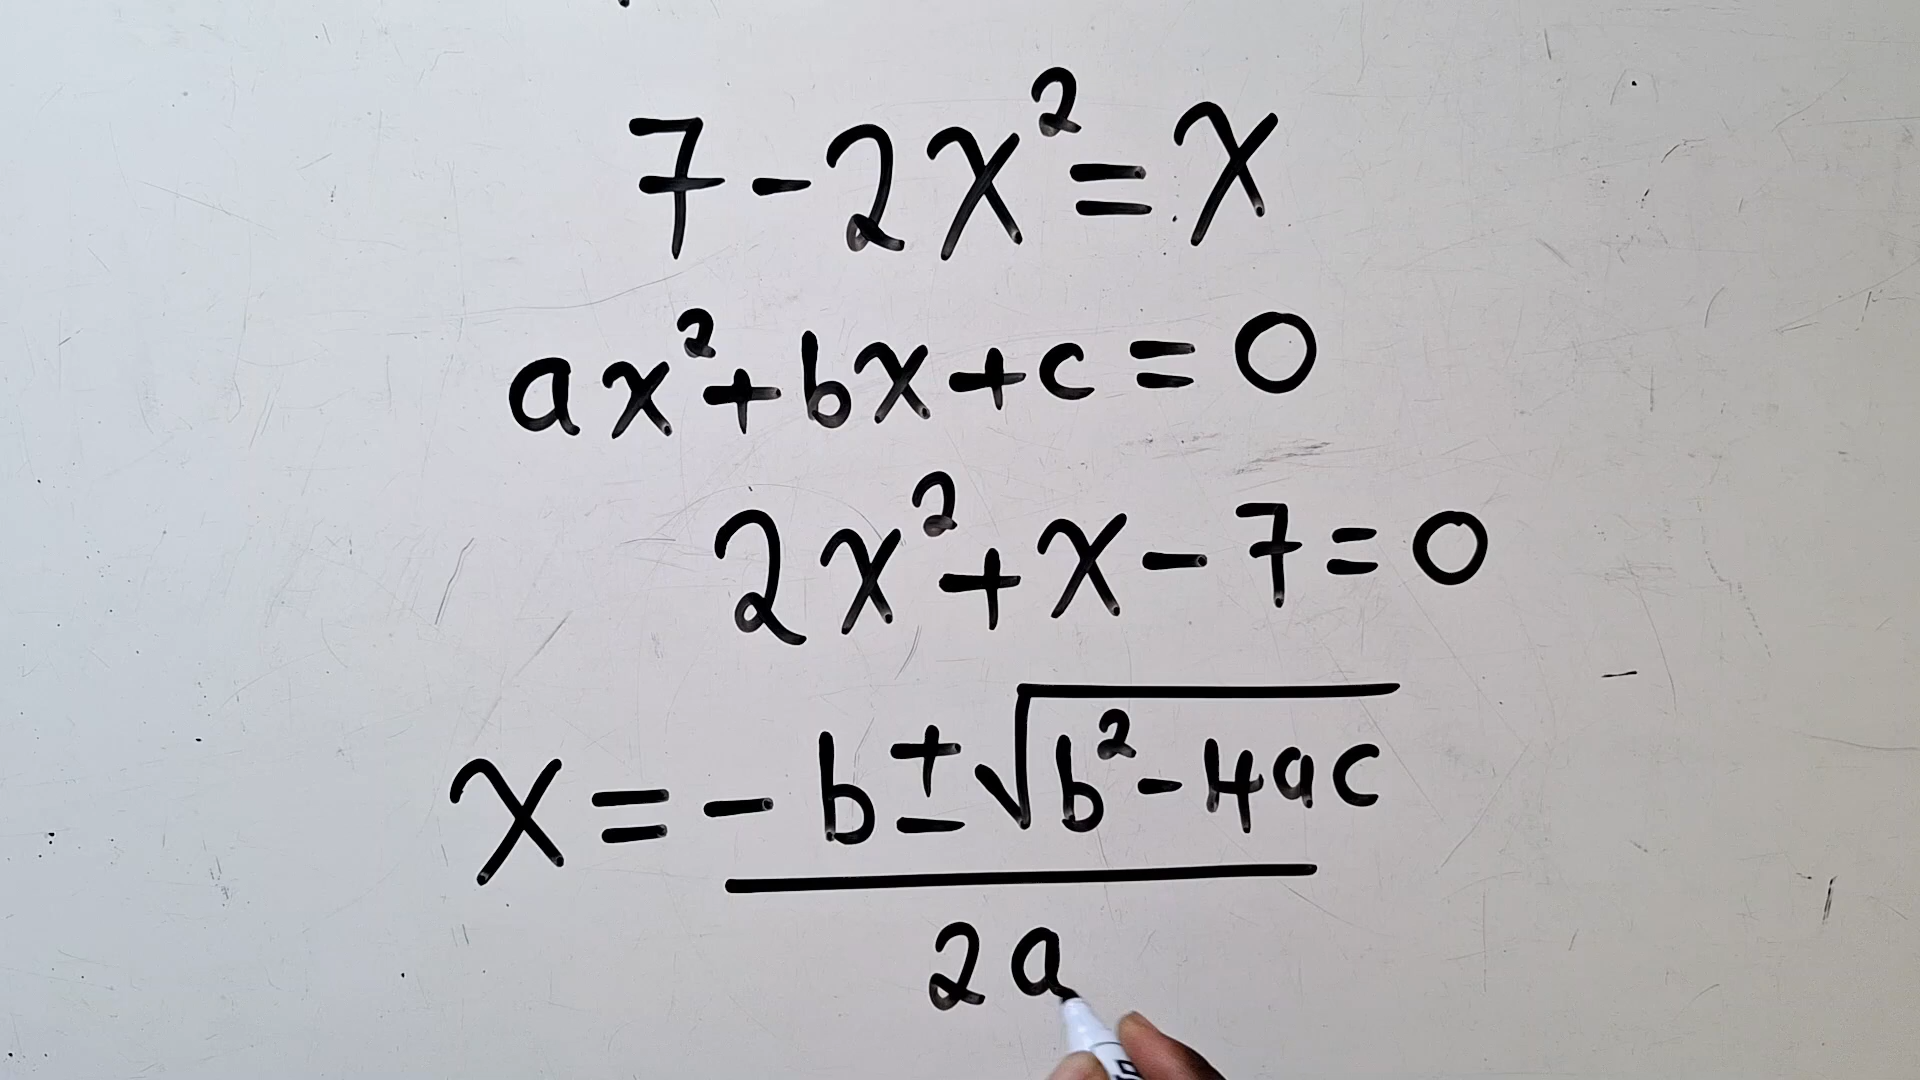 7-2x²=x
ax²+bx+c=0
2x²+x-7=0
x=-b±√b²-4ac
2a